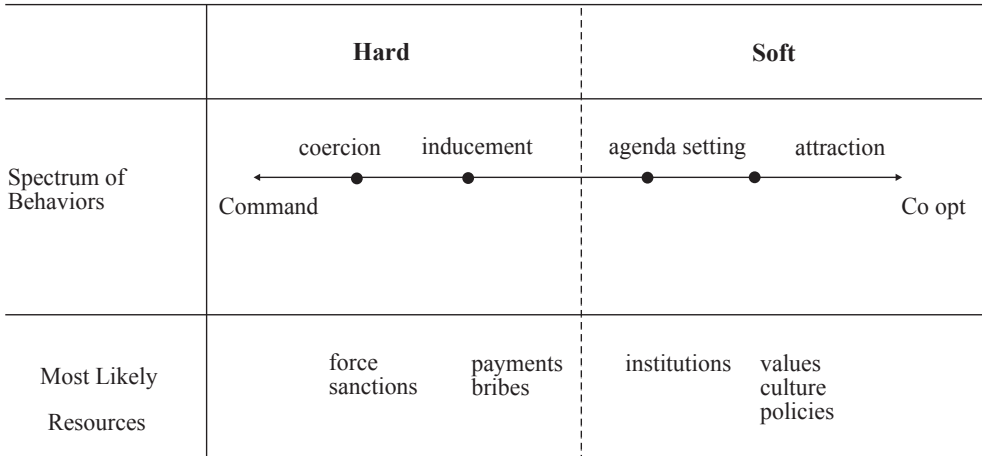 Hard Soft
coercion inducement agenda setting attraction
Spectrum of
Behaviors
Command Co opt
Most Likely
Resources
force
sanctions
payments
bribes
institutions
values
culture
policies